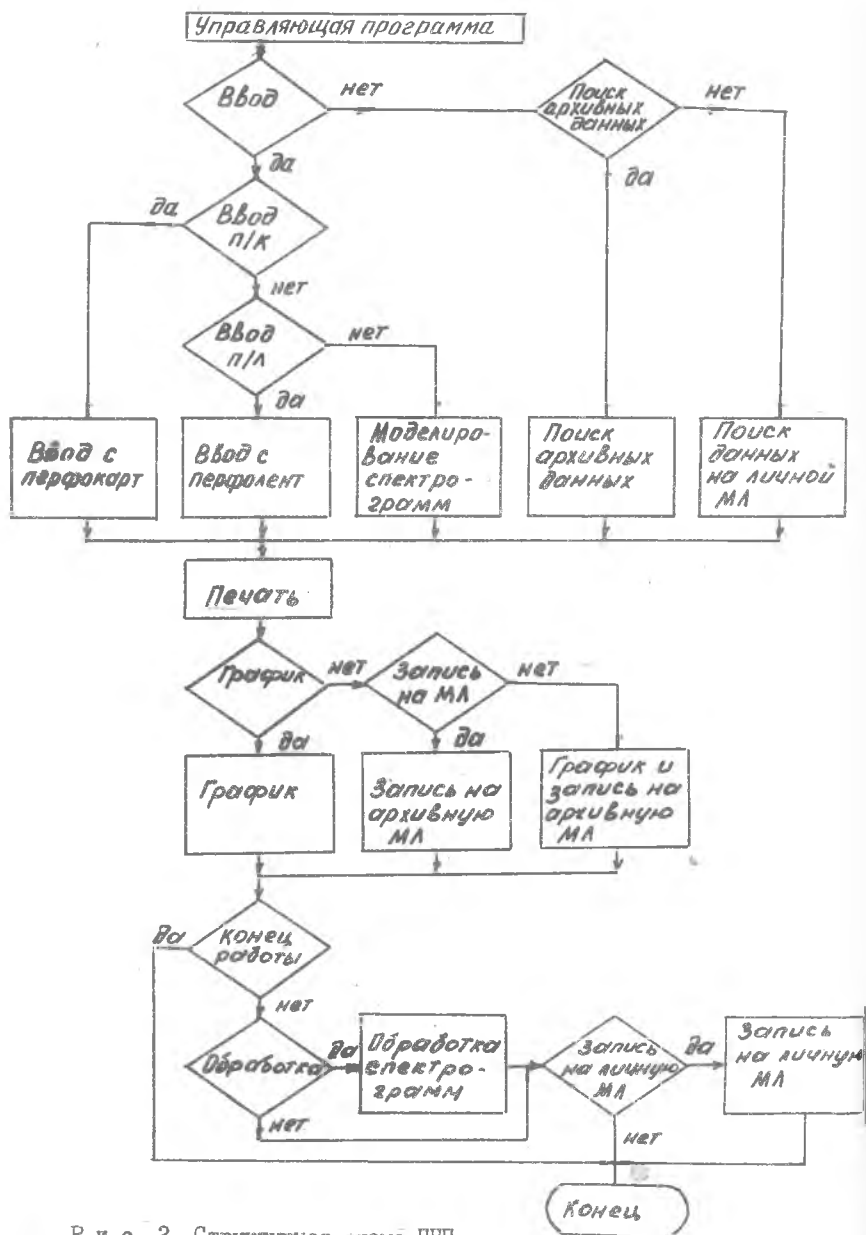 Управляющая программа
Ввод
нет
Поиск
архивных
данных
нет
да
да
да
Ввод
п/к
нет
Ввод
п/л
нет
да
Ввод с
перфокарт
Ввод с
перфолент
Моделиро-
вание
спектро-
грамм
Поиск
архивных
данных
Поиск
данных
на личной
МЛ
Печать
График
нет
Запись
на МЛ
нет
да
да
График
Запись на
архивную
МЛ
График и
запись на
архивную
МЛ
да
Конец
работы
нет
Обработка
да
Обработка
спектро-
грамм
Запись
на личную
МЛ
да
Запись
на личную
МЛ
нет
нет
Конец
Р и с. 3. Структурная схема